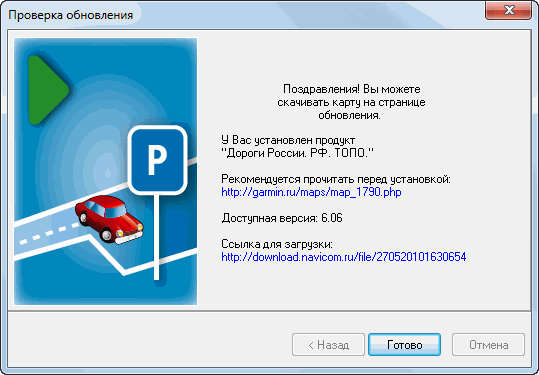 Проверка обновления
Поздравления! Вы можете
скачивать карту на странице
обновления.
У Вас установлен продукт
"Дороги России. РФ. ТОПО."
Рекомендуется прочитать перед установкой:
http://garmin.ru/maps/map_1790.php
Доступная версия: 6.06
Ссылка для загрузки:
http://download.navicom.ru/file/270520101630654
P
< Назад
Готово
Отмена